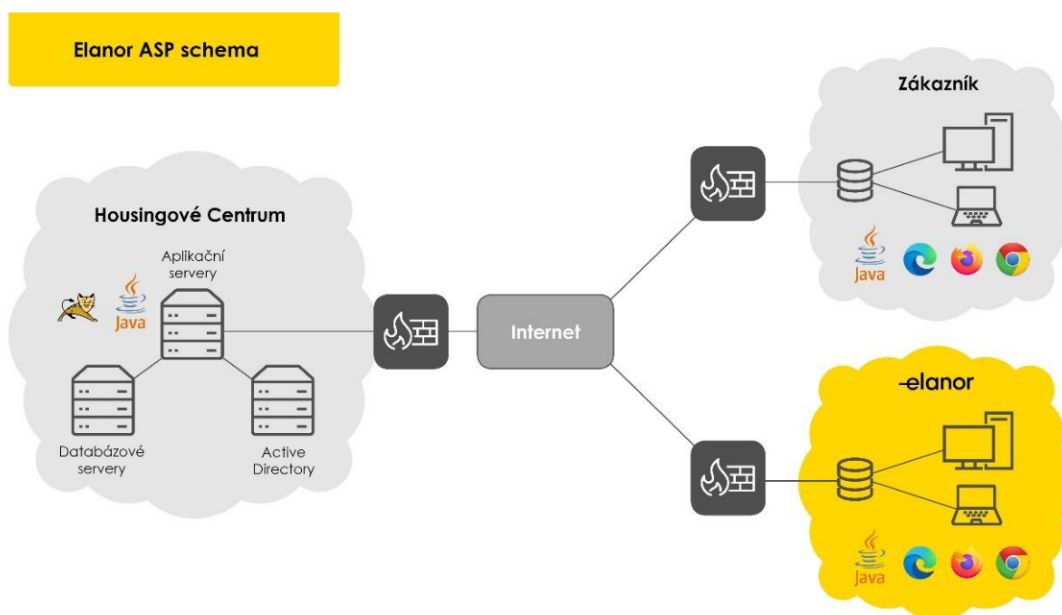 Elanor ASP schema
Zákazník
Java
Housingové Centrum
Aplikační
servery
Java
Databázové
servery
Active
Directory
Internet
-elanor
Java